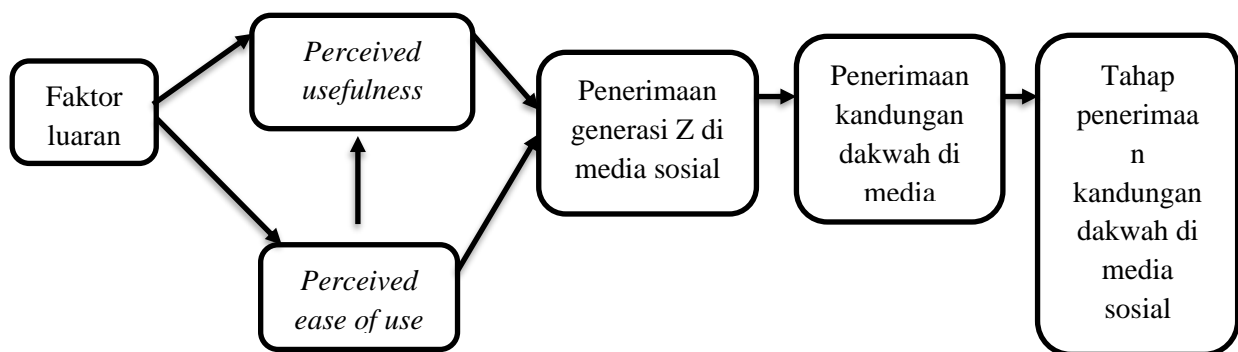 Faktor
luaran
Perceived
usefulness
Perceived
ease of use
Penerimaan
generasi Z di
media sosial
Penerimaan
kandungan
dakwah di
media
Tahap
penerimaa
n
kandungan
dakwah di
media
sosial